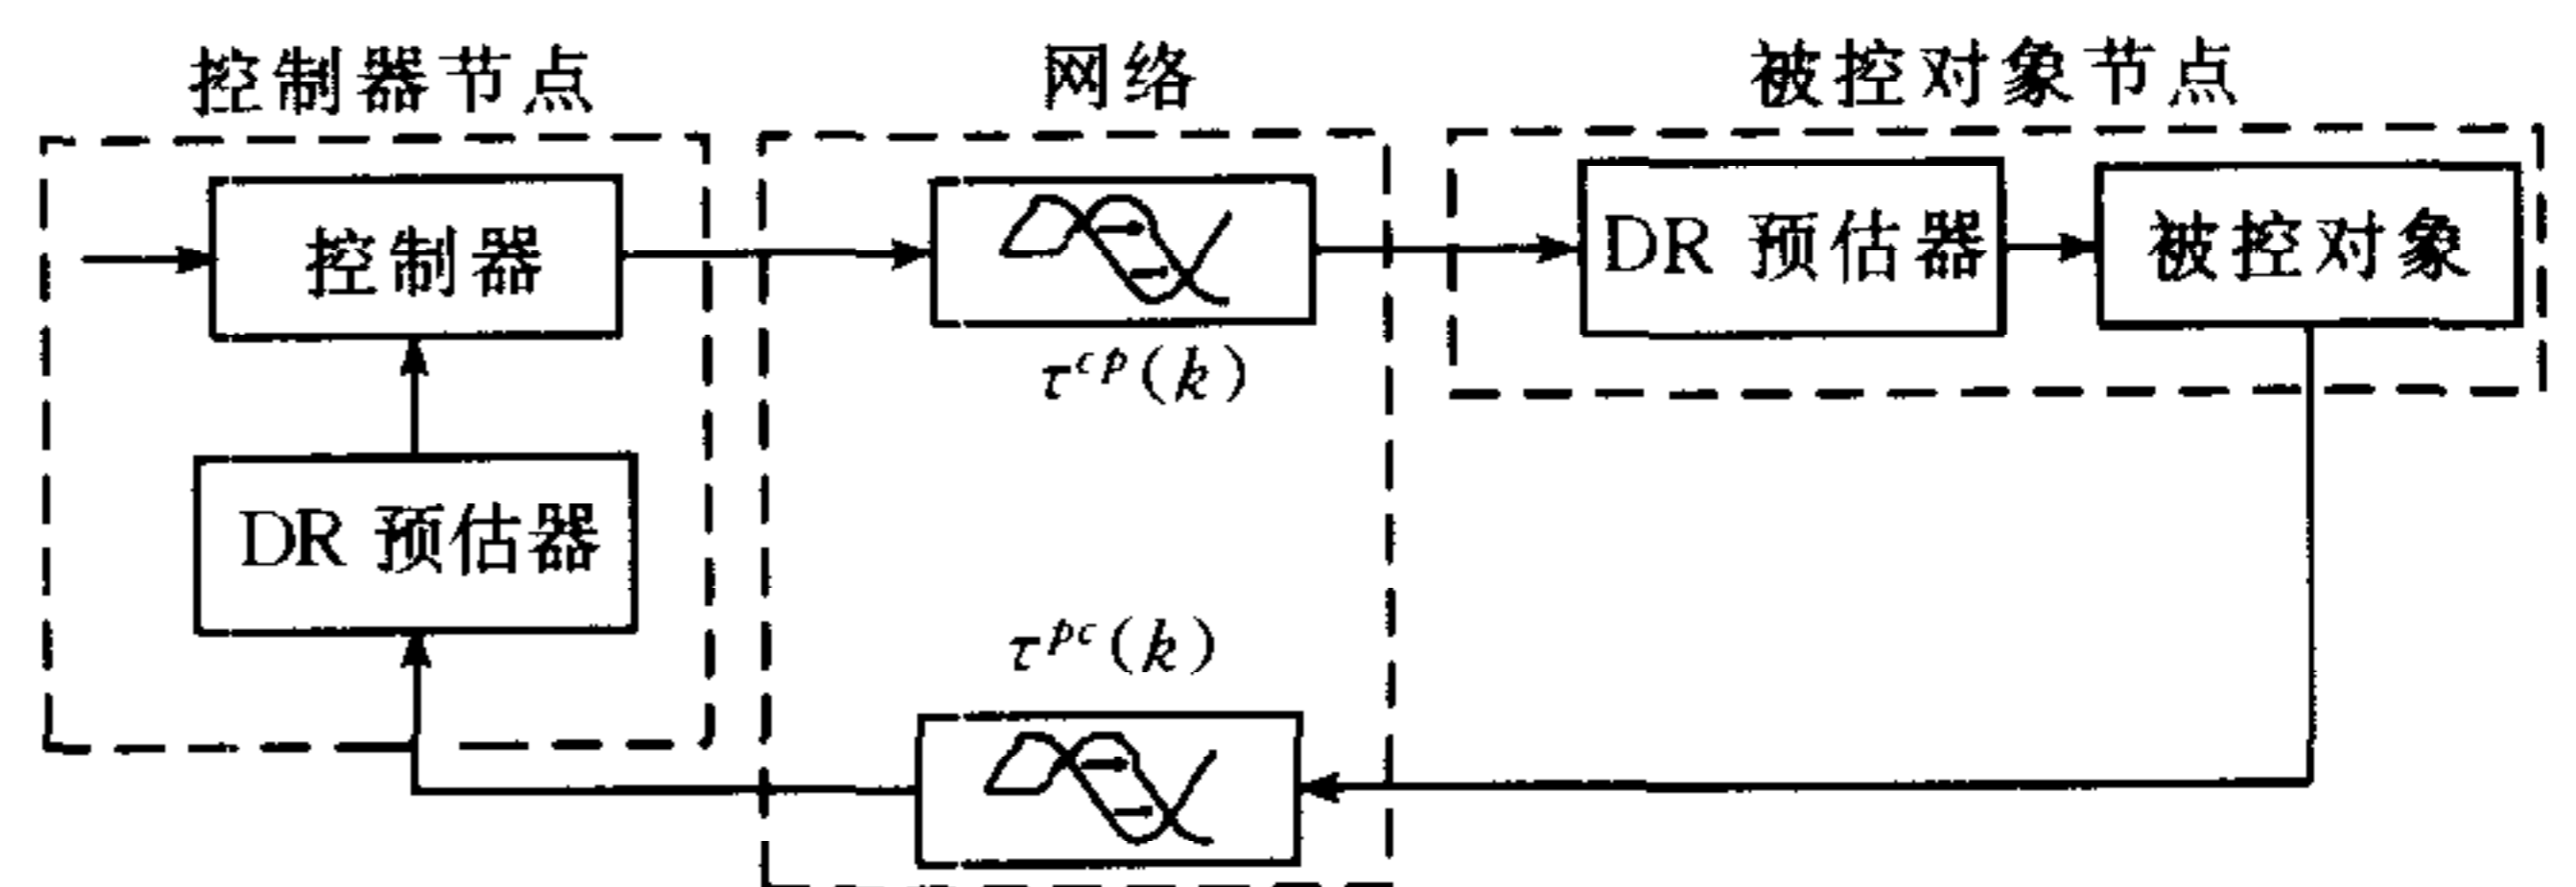 控制器节点
网络
被控对象节点
控制器
DR 预估器
被控对象
τ^{cp}(k)
DR 预估器
τ^{pc}(k)